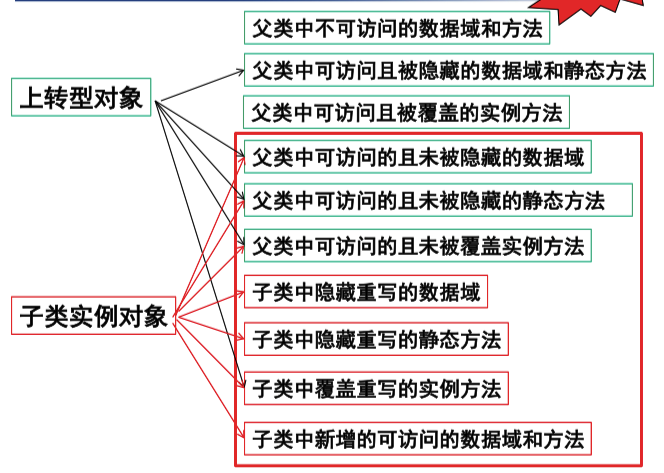 父类中不可访问的数据域和方法
父类中可访问且被隐藏的数据域和静态方法
上转型对象
父类中可访问且被覆盖的实例方法
父类中可访问的且未被隐藏的数据域
父类中可访问的且未被隐藏的静态方法
父类中可访问的且未被覆盖实例方法
子类中隐藏重写的数据域
子类实例对象
子类中隐藏重写的静态方法
子类中覆盖重写的实例方法
子类中新增的可访问的数据域和方法